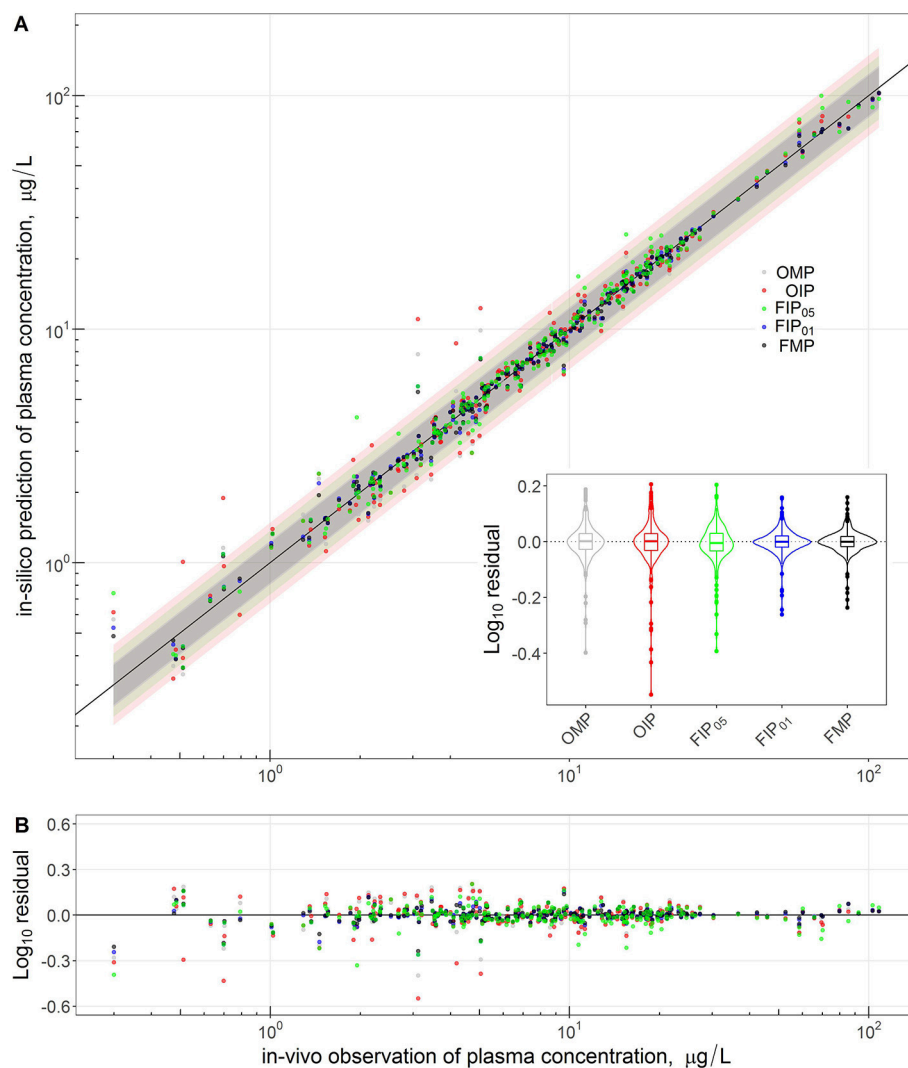 A
in-silico prediction of plasma concentration, μg/L
10²
10¹
10⁰
OMP
OIP
FIP₀₅
FIP₀₁
FMP
Log₁₀ residual
0.2
0.0
-0.2
-0.4
OMP
OIP
FIP₀₅
FIP₀₁
FMP
10⁰
10¹
10²
B
Log₁₀ residual
0.6
0.3
0.0
-0.3
-0.6
10⁰
10¹
10²
in-vivo observation of plasma concentration, μg/L